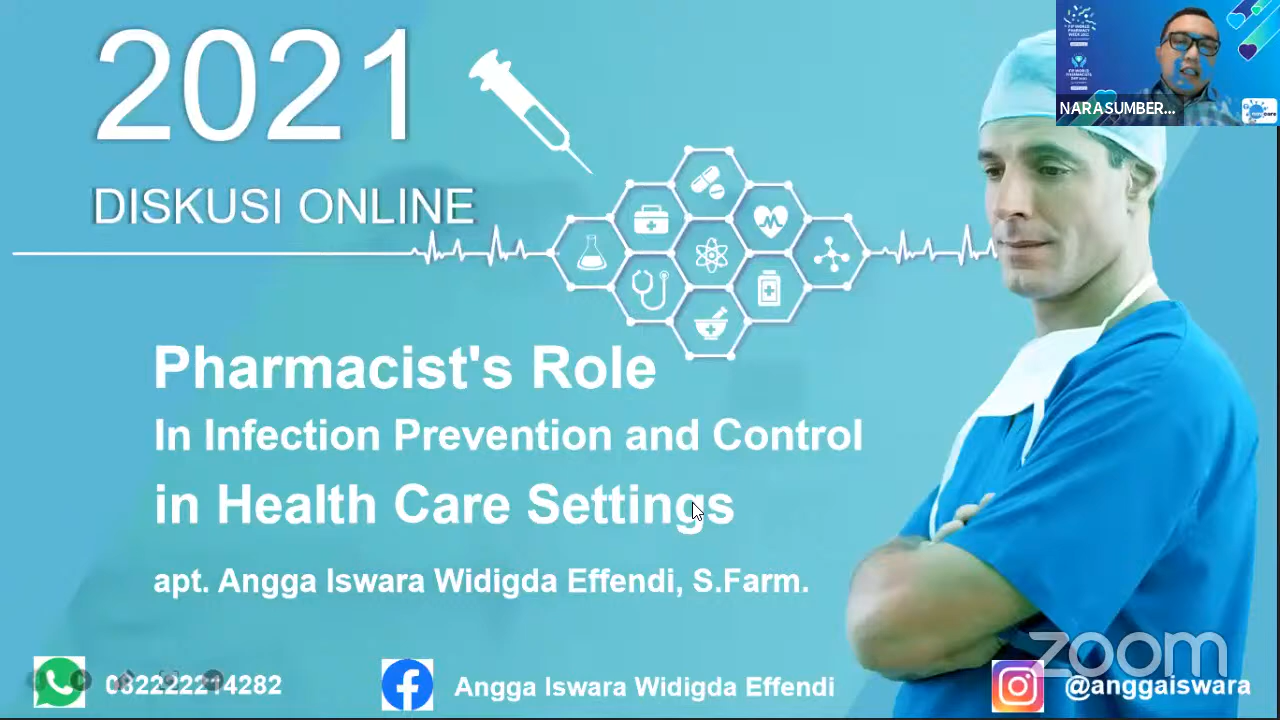 2021
DISKUSI ONLINE
Pharmacist's Role
In Infection Prevention and Control
in Health Care Settings
apt. Angga Iswara Widigda Effendi, S.Farm.
Angga Iswara Widigda Effendi
@anggaiswara
NARASUMBER...
zoom